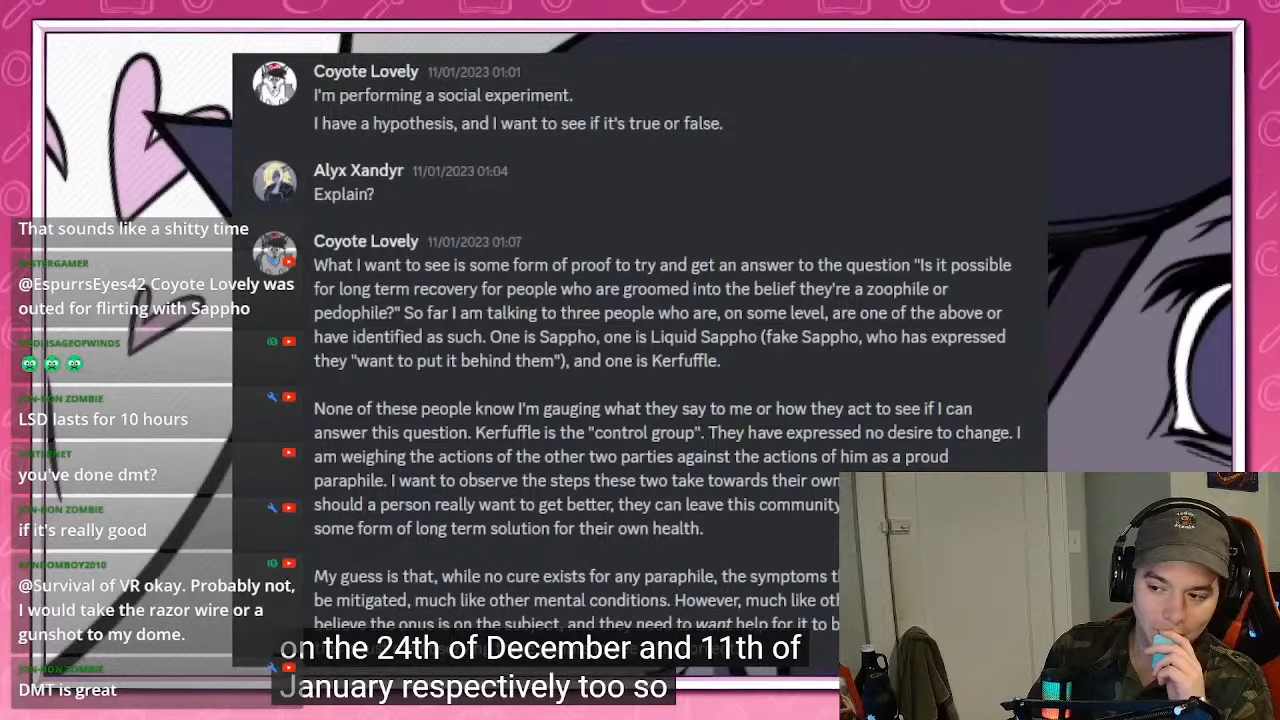 Coyote Lovely 11/01/2023 01:01
I'm performing a social experiment.
I have a hypothesis, and I want to see if it's true or false.
Alyx Xandyr 11/01/2023 01:04
Explain?
Coyote Lovely 11/01/2023 01:07
What I want to see is some form of proof to try and get an answer to the question "Is it possible
for long term recovery for people who are groomed into the belief they're a zoophile or
pedophile?" So far I am talking to three people who are, on some level, are one of the above or
have identified as such. One is Sappho, one is Liquid Sappho (fake Sappho, who has expressed
they "want to put it behind them"), and one is Kerfuffle.
None of these people know I'm gauging what they say to me or how they act to see if I can
answer this question. Kerfuffle is the "control group". They have expressed no desire to change. I
am weighing the actions of the other two parties against the actions of him as a proud
paraphile. I want to observe the steps these two take towards their own
should a person really want to get better, they can leave this community
some form of long term solution for their own health.
My guess is that, while no cure exists for any paraphile, the symptoms
be mitigated, much like other mental conditions. However, much like
believe the onus is on the subject, and they need to want help for it to
That sounds like a shitty time
@EspurrsEyes42 Coyote Lovely was
outed for flirting with Sappho
JON-NON ZOMBIE
LSD lasts for 10 hours
you've done dmt?
JON-NON ZOMBIE
if it's really good
RANDOMBOY2010
@Survival of VR okay. Probably not,
I would take the razor wire or a
gunshot to my dome.
JON-NON ZOMBIE
DMT is great
on the 24th of December and 11th of
January respectively too so